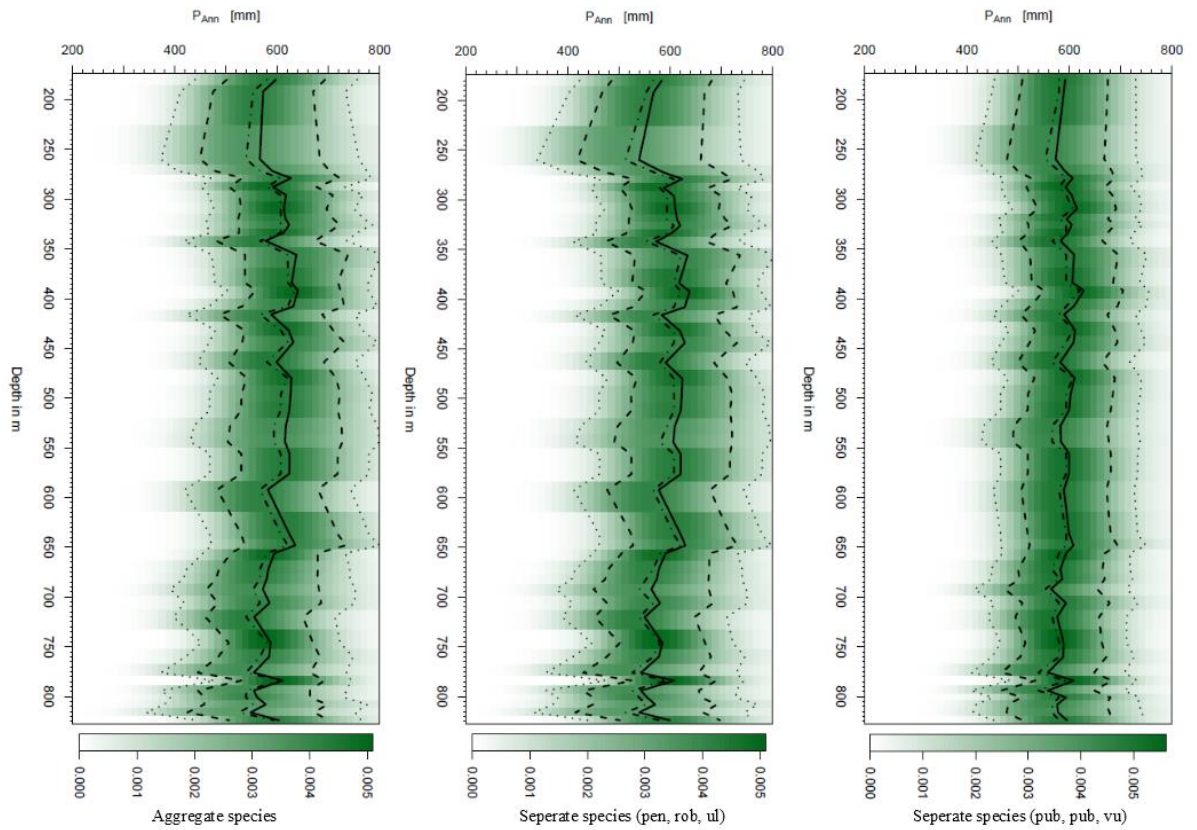 P_Ann [mm]
200 400 600 800
200 250 300 350 400 450 500 550 600 650 700 750 800
Depth in m
0.000 0.001 0.002 0.003 0.004 0.005
Aggregate species
P_Ann [mm]
200 400 600 800
200 250 300 350 400 450 500 550 600 650 700 750 800
Depth in m
0.000 0.001 0.002 0.003 0.004 0.005
Seperate species (pen, rob, ul)
P_Ann [mm]
200 400 600 800
200 250 300 350 400 450 500 550 600 650 700 750 800
Depth in m
0.000 0.001 0.002 0.003 0.004 0.005
Seperate species (pub, pub, vu)